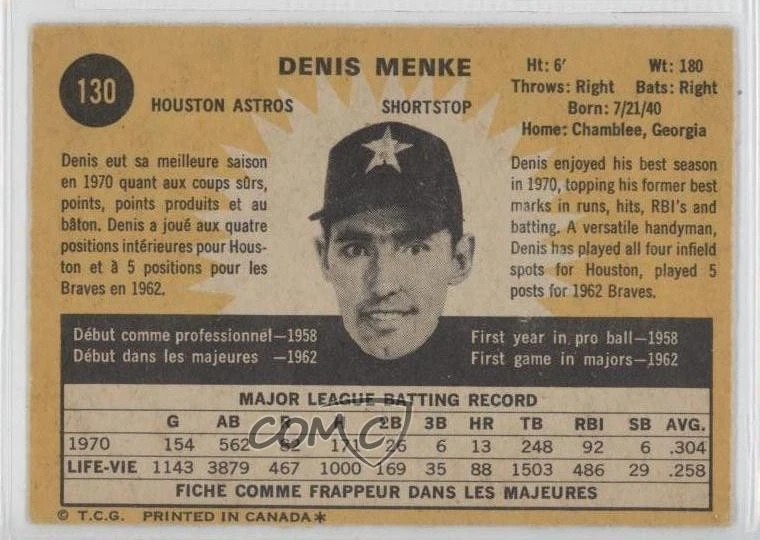 130
DENIS MENKE
HOUSTON ASTROS SHORTSTOP
Ht: 6' Wt: 180
Throws: Right Bats: Right
Born: 7/21/40
Home: Chamblee, Georgia
Denis eut sa meilleure saison
en 1970 quant aux coups sûrs,
points, points produits et au
bâton. Denis a joué aux quatre
positions intérieures pour Hous-
ton et à 5 positions pour les
Braves en 1962.
Denis enjoyed his best season
in 1970, topping his former best
marks in runs, hits, RBI's and
batting. A versatile handyman,
Denis has played all four infield
spots for Houston, played 5
posts for 1962 Braves.
Début comme professionnel—1958
Début dans les majeures —1962
First year in pro ball—1958
First game in majors—1962
MAJOR LEAGUE BATTING RECORD
G AB R H 2B 3B HR TB RBI SB AVG.
1970 154 562 82 171 26 6 13 248 92 6 .304
LIFE-VIE 1143 3879 467 1000 169 35 88 1503 486 29 .258
FICHE COMME FRAPPEUR DANS LES MAJEURES
© T.C.G. PRINTED IN CANADA*
COMC